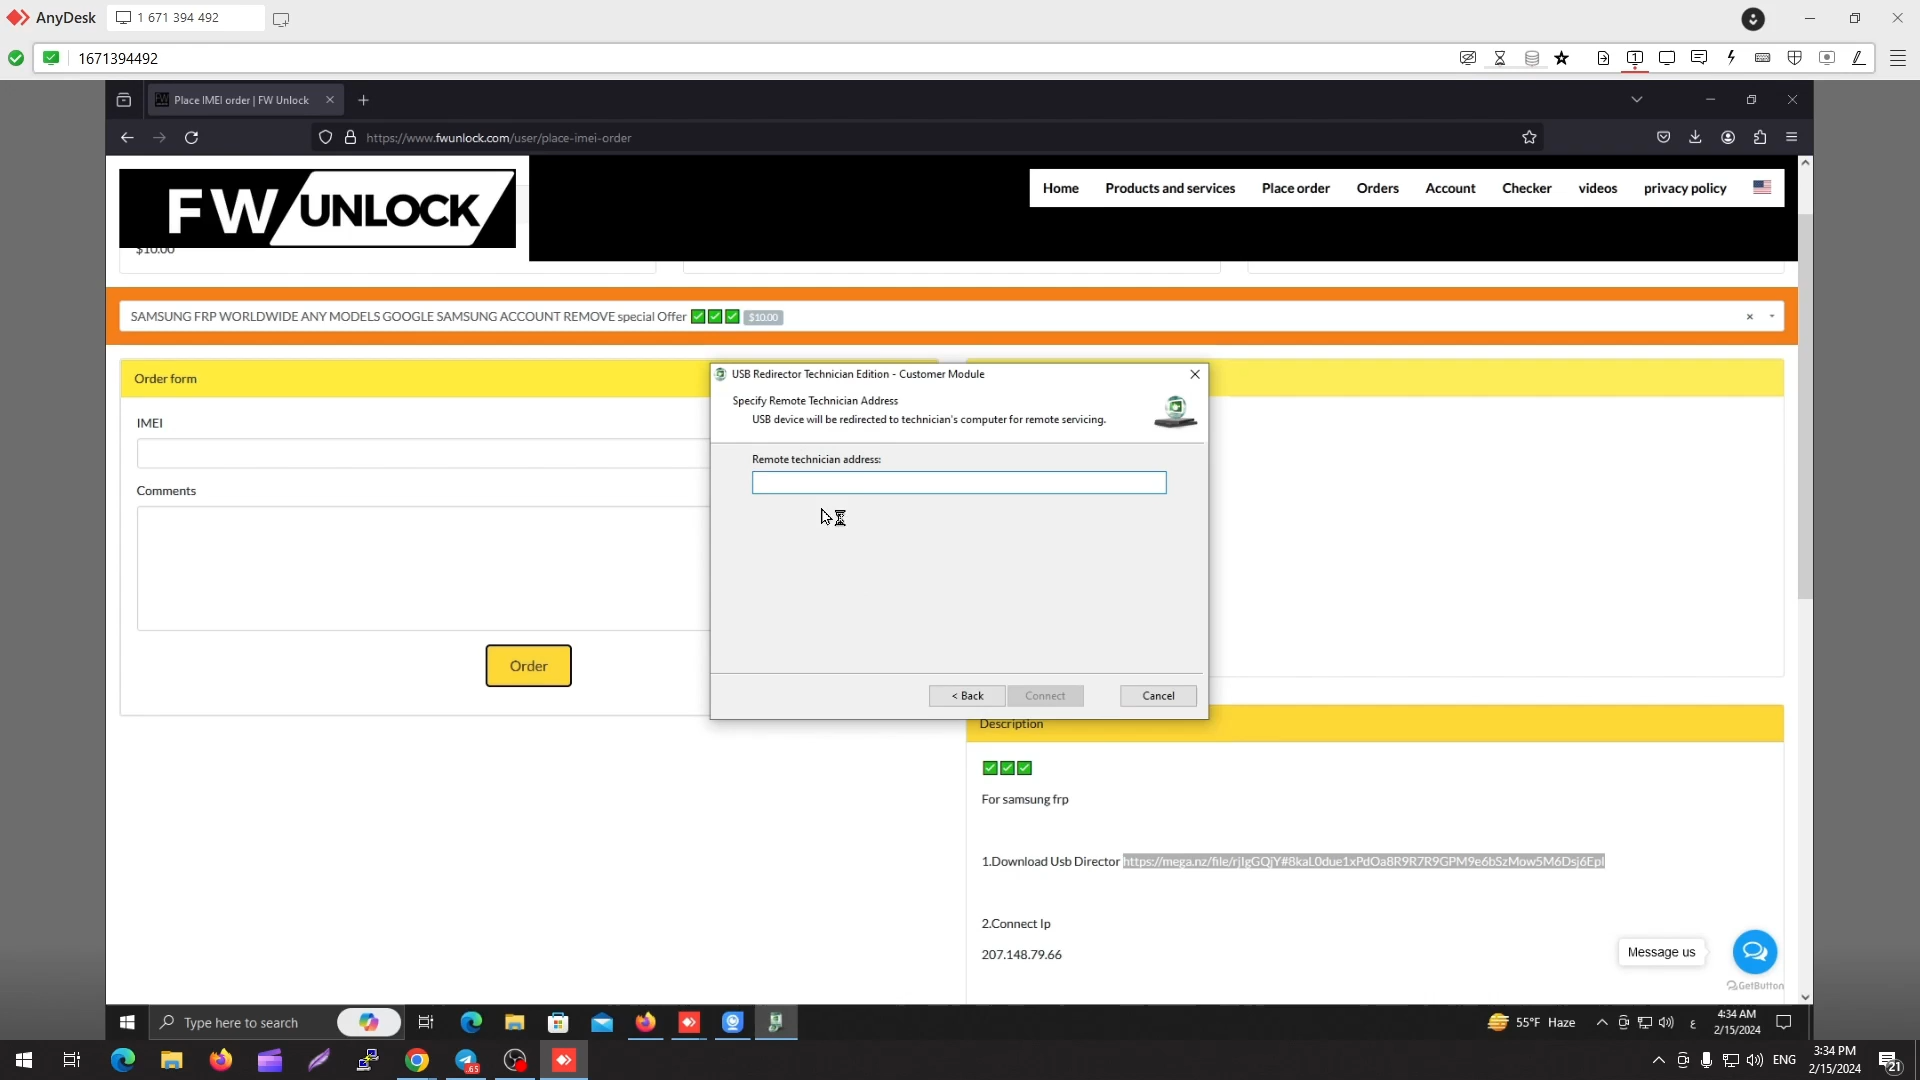 AnyDesk
1 671 394 492
1671394492
Place IMEI order | FW Unlock
https://www.fwunlock.com/user/place-imei-order
FW UNLOCK
Home Products and services Place order Orders Account Checker videos privacy policy
$10.00
SAMSUNG FRP WORLDWIDE ANY MODELS GOOGLE SAMSUNG ACCOUNT REMOVE special Offer ✅✅✅ $10.00
Order form
IMEI
Comments
Order
USB Redirector Technician Edition - Customer Module
Specify Remote Technician Address
USB device will be redirected to technician's computer for remote servicing.
Remote technician address:
< Back
Connect
Cancel
Description
✅✅✅
For samsung frp
1.Download Usb Director https://mega.nz/file/rjIgGQjY#8kaL0due1xPdOa8R9R7R9GPM9e6bSzMow5M6Dsj6EpI
2.Connect Ip
207.148.79.66
Message us
GetButton
Type here to search
55°F Haze
ع
4:34 AM
2/15/2024
.65
ENG
3:34 PM
2/15/2024
21